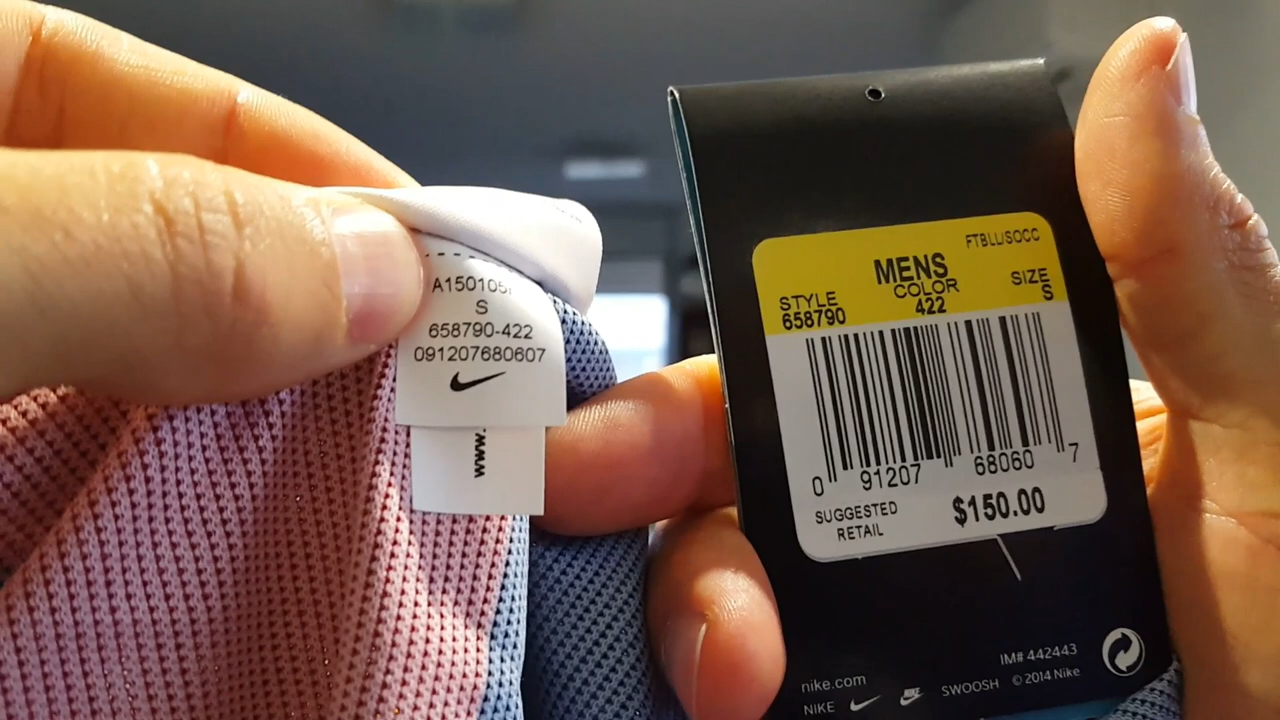 A150105
S
658790-422
091207680607
www.
FTBLL/SOCC
MENS
STYLE COLOR SIZE
658790 422 S
0 91207 68060 7
SUGGESTED
RETAIL
$150.00
IM# 442443
nike.com
NIKE SWOOSH ©2014 Nike